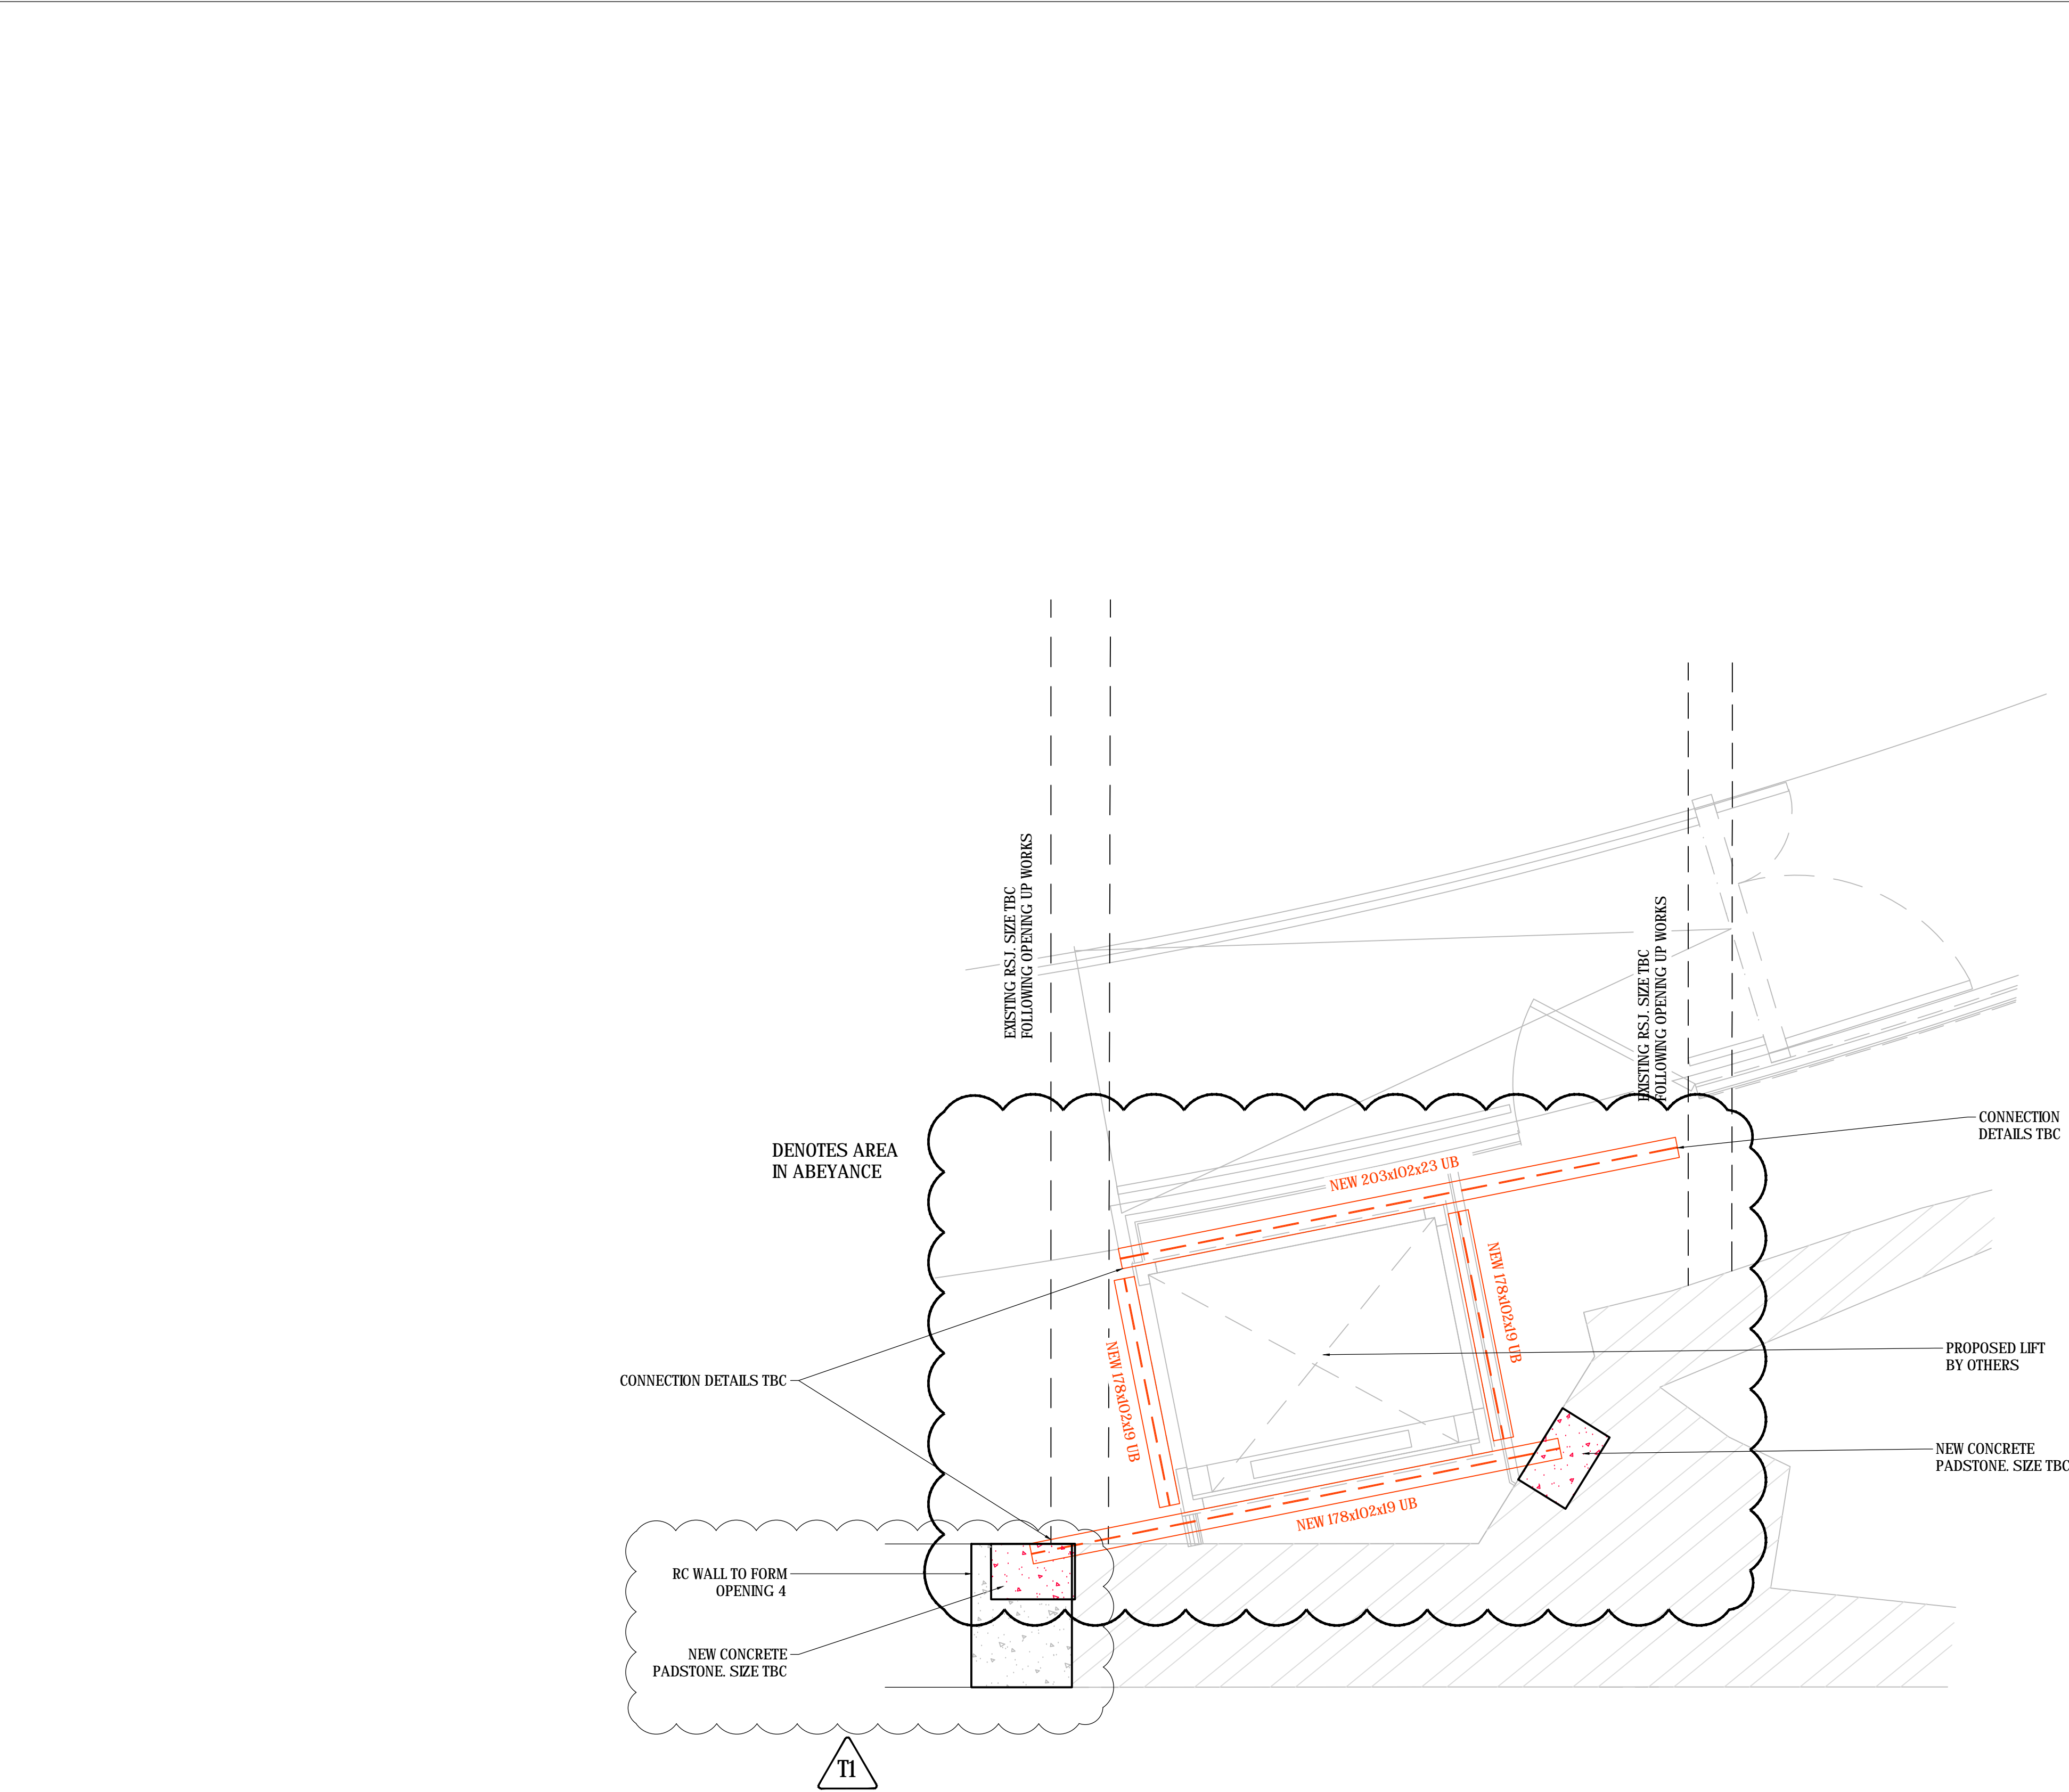 EXISTING RSJ. SIZE TBC
FOLLOWING OPENING UP WORKS
EXISTING RSJ. SIZE TBC
FOLLOWING OPENING UP WORKS
CONNECTION
DETAILS TBC
DENOTES AREA
IN ABEYANCE
NEW 203x102x23 UB
NEW 178x102x19 UB
NEW 178x102x19 UB
PROPOSED LIFT
BY OTHERS
CONNECTION DETAILS TBC
NEW CONCRETE
PADSTONE. SIZE TBC
NEW 178x102x19 UB
RC WALL TO FORM
OPENING 4
NEW CONCRETE
PADSTONE. SIZE TBC
T1